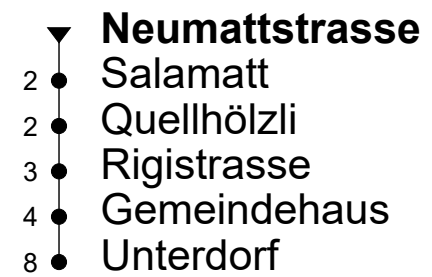 Neumattstrasse
2 Salamatt
2 Quellhölzli
3 Rigistrasse
4 Gemeindehaus
8 Unterdorf